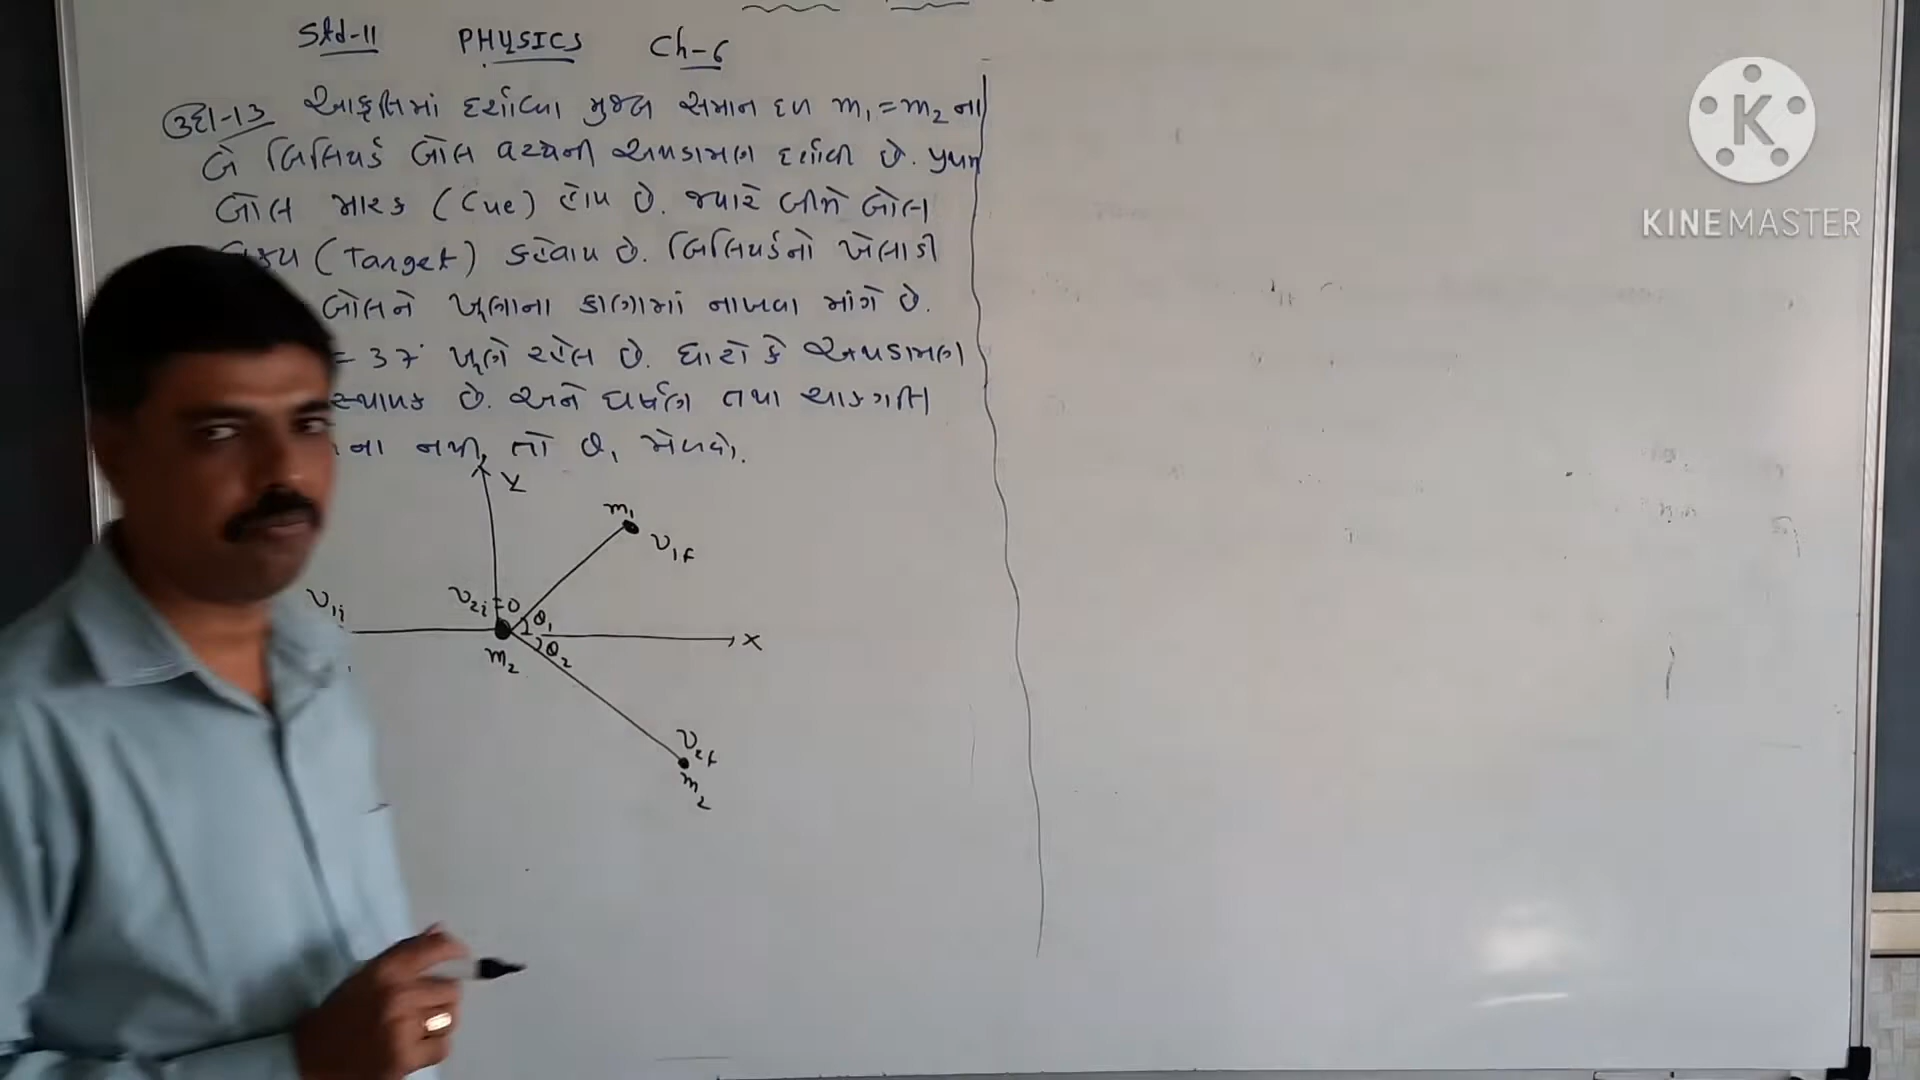 Std-11 PHYSICS Ch-6
ઉદા-13 આકૃતિમાં દર્શાવ્યા મુજબ સમાન દળ m₁=m₂ ના
બે બિલિયર્ડ બોલ વચ્ચેની અથડામણ દર્શાવી છે. પ્રથમ
બોલ મારક (Cue) હોય છે. જ્યારે બીજો બોલ
(Target) કહેવાય છે. બિલિયર્ડનો ખેલાડી
બોલને ખૂણાના કાણામાં નાખવા માંગે છે.
= 37° ખૂણે રહેલ છે. ધારો કે અથડામણ
સ્થાપક છે. અને ઘર્ષણ તથા ચાકગતિ
ના નથી, તો θ₁ મેળવો.
Y
m₁
v₁f
v₁i v₂i=0 θ₁
X
m₂ θ₂
v₂f
m₂
K
KINEMASTER